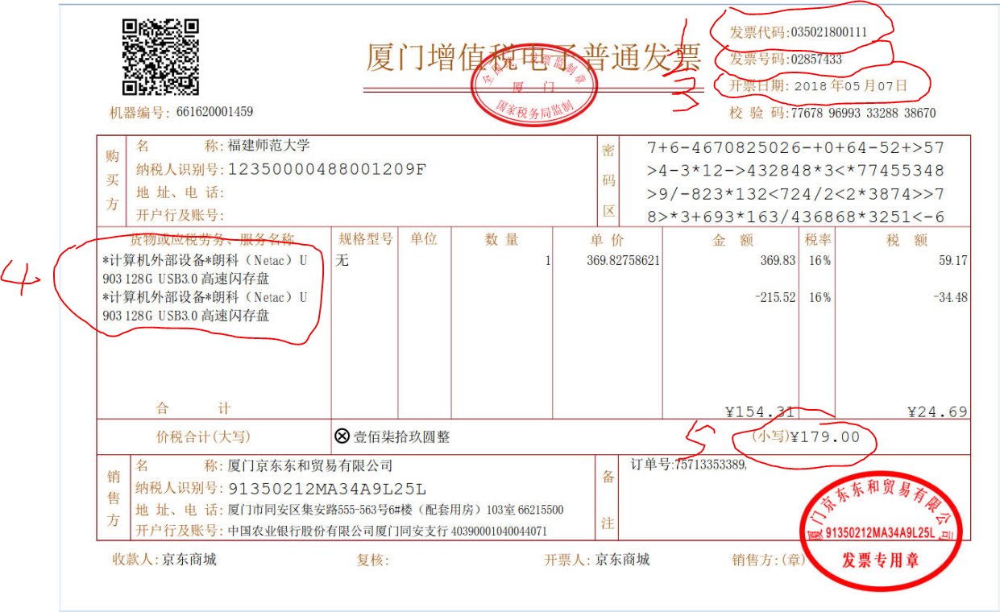 厦门增值税电子普通发票
全国统一发票监制章
厦 门
国家税务局监制
1
发票代码:035021800111
2
发票号码:02857433
3
开票日期: 2018 年05 月07日
机器编号: 661620001459
校 验 码:77678 96993 33288 38670
购买方
名 称: 福建师范大学
纳税人识别号: 12350000488001209F
地 址、电 话:
开户行及账号:
密码区
7+6-4670825026-+0+64-52+>57
>4-3*12->432848*3<*77455348
>9/-823*132<724/2<2*3874>>7
8>*3+693*163/436868*3251<-6
4
货物或应税劳务、服务名称 规格型号 单位 数 量 单 价 金 额 税率 税 额
*计算机外部设备*朗科（Netac）U 无 1 369.82758621 369.83 16% 59.17
903 128G USB3.0 高速闪存盘
*计算机外部设备*朗科（Netac）U -215.52 16% -34.48
903 128G USB3.0 高速闪存盘
合 计 ¥154.31 ¥24.69
价税合计(大写) ⊗ 壹佰柒拾玖圆整 5 (小写)¥179.00
销售方
名 称: 厦门京东东和贸易有限公司
纳税人识别号: 91350212MA34A9L25L
地 址、电 话: 厦门市同安区集安路555-563号6#楼（配套用房）103室 66215500
开户行及账号: 中国农业银行股份有限公司厦门同安支行 40390001040044071
备注
订单号:75713353389,
厦门京东东和贸易有限公司
91350212MA34A9L25L
发票专用章
收款人: 京东商城 复核: 开票人: 京东商城 销售方: (章)